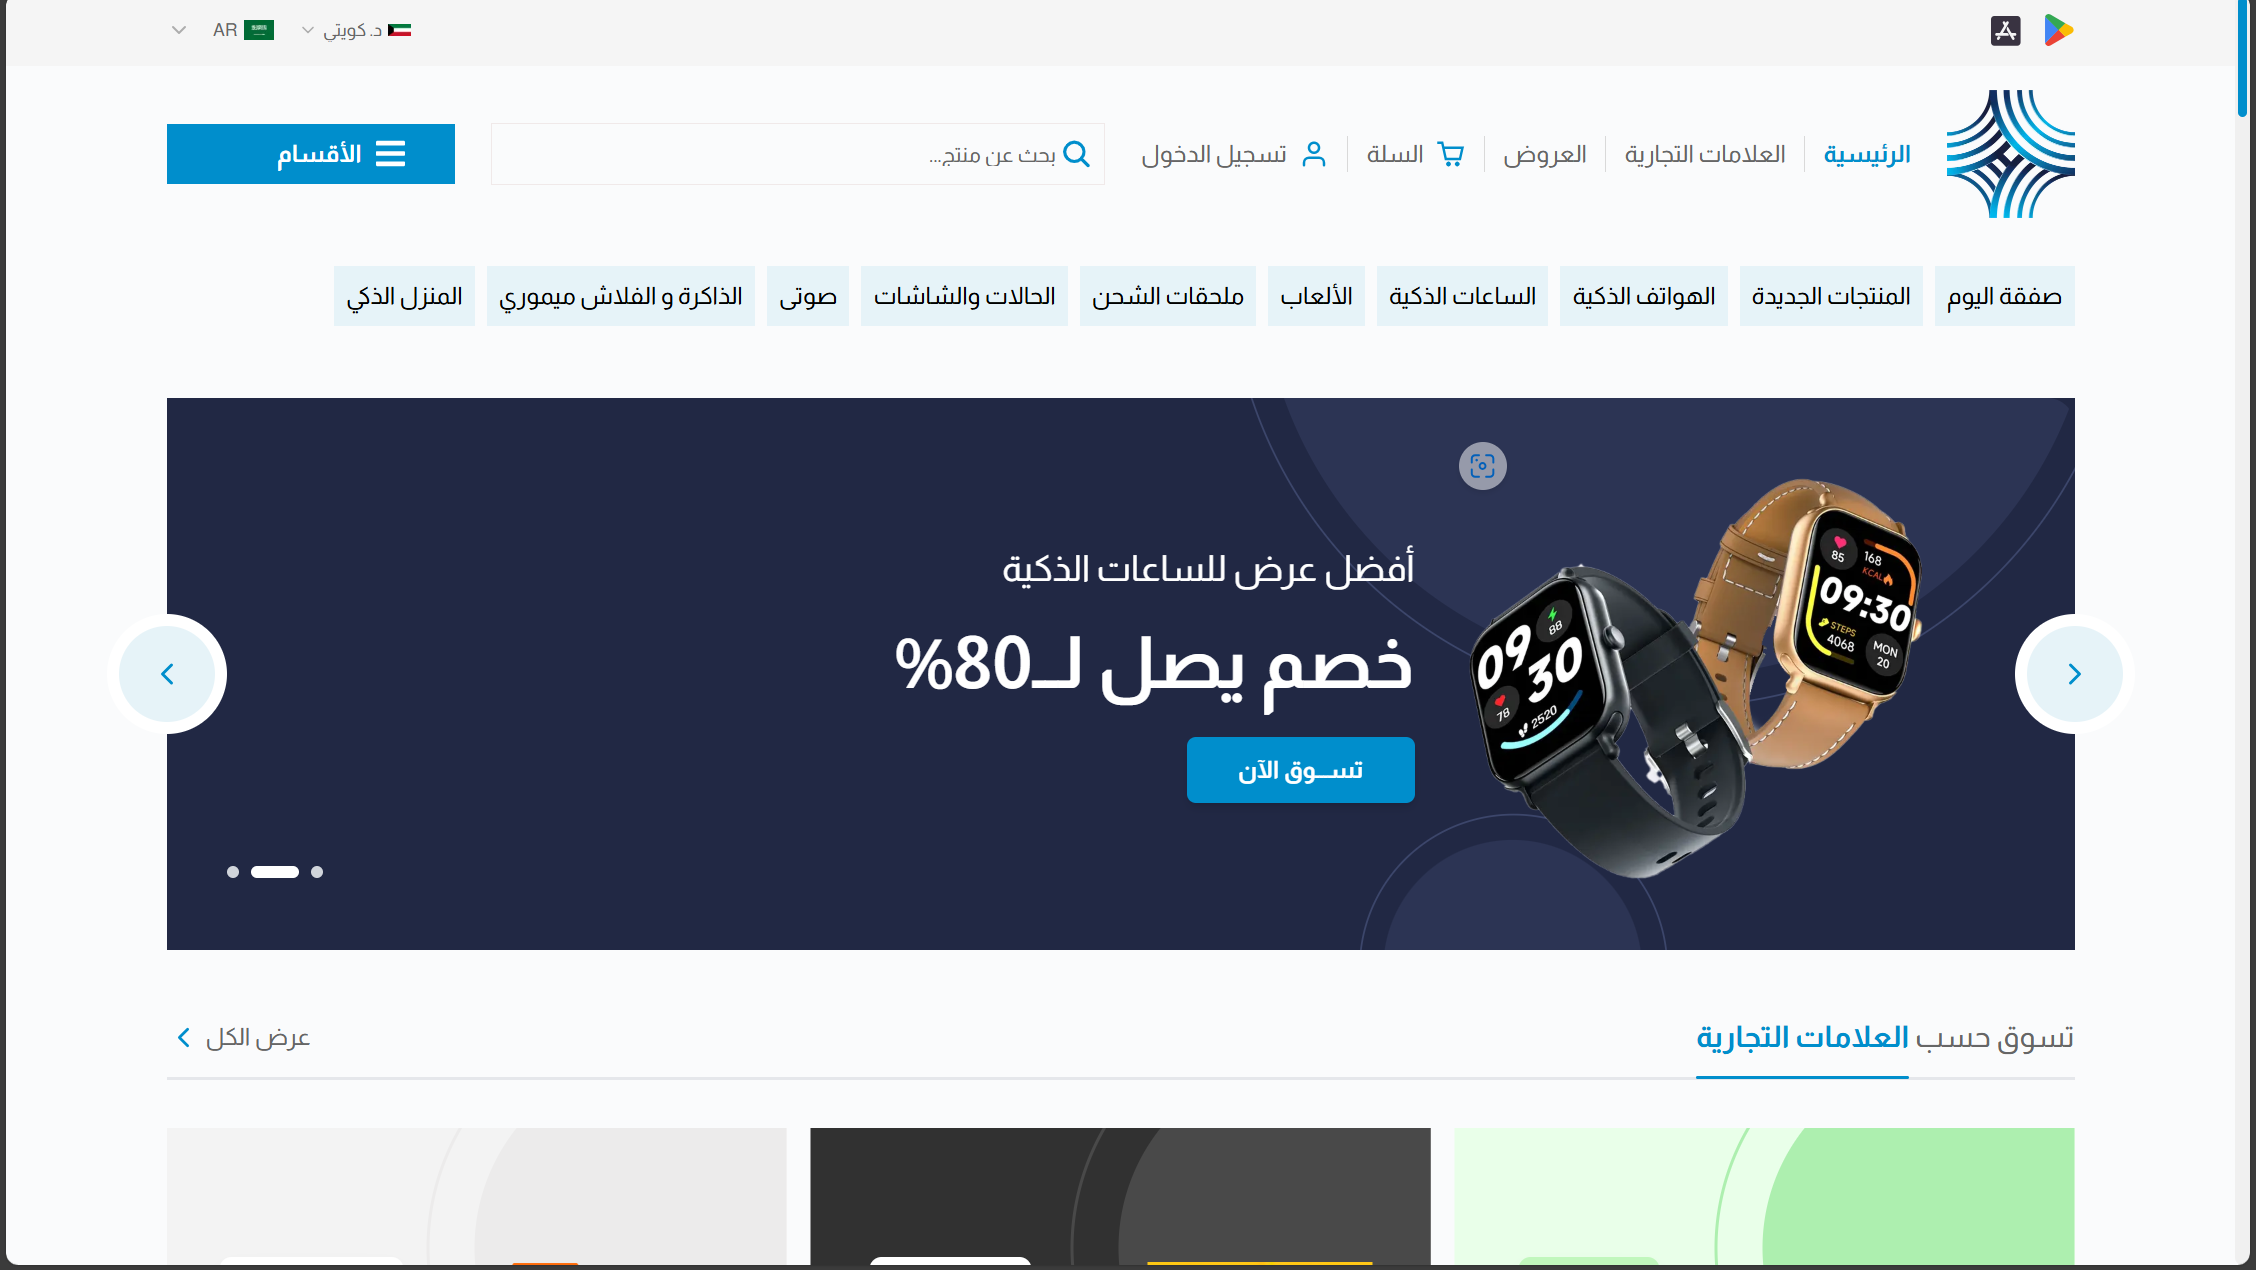 د. كويتي
AR
الرئيسية
العلامات التجارية
العروض
السلة
تسجيل الدخول
بحث عن منتج...
الأقسام
صفقة اليوم
المنتجات الجديدة
الهواتف الذكية
الساعات الذكية
الألعاب
ملحقات الشحن
الحالات والشاشات
صوتى
الذاكرة و الفلاش ميموري
المنزل الذكي
أفضل عرض للساعات الذكية
خصم يصل لــ80%
تســوق الآن
85
168
KCAL
09:30
STEPS
4068
MON
20
88
09
30
78
2520
تسوق حسب العلامات التجارية
عرض الكل